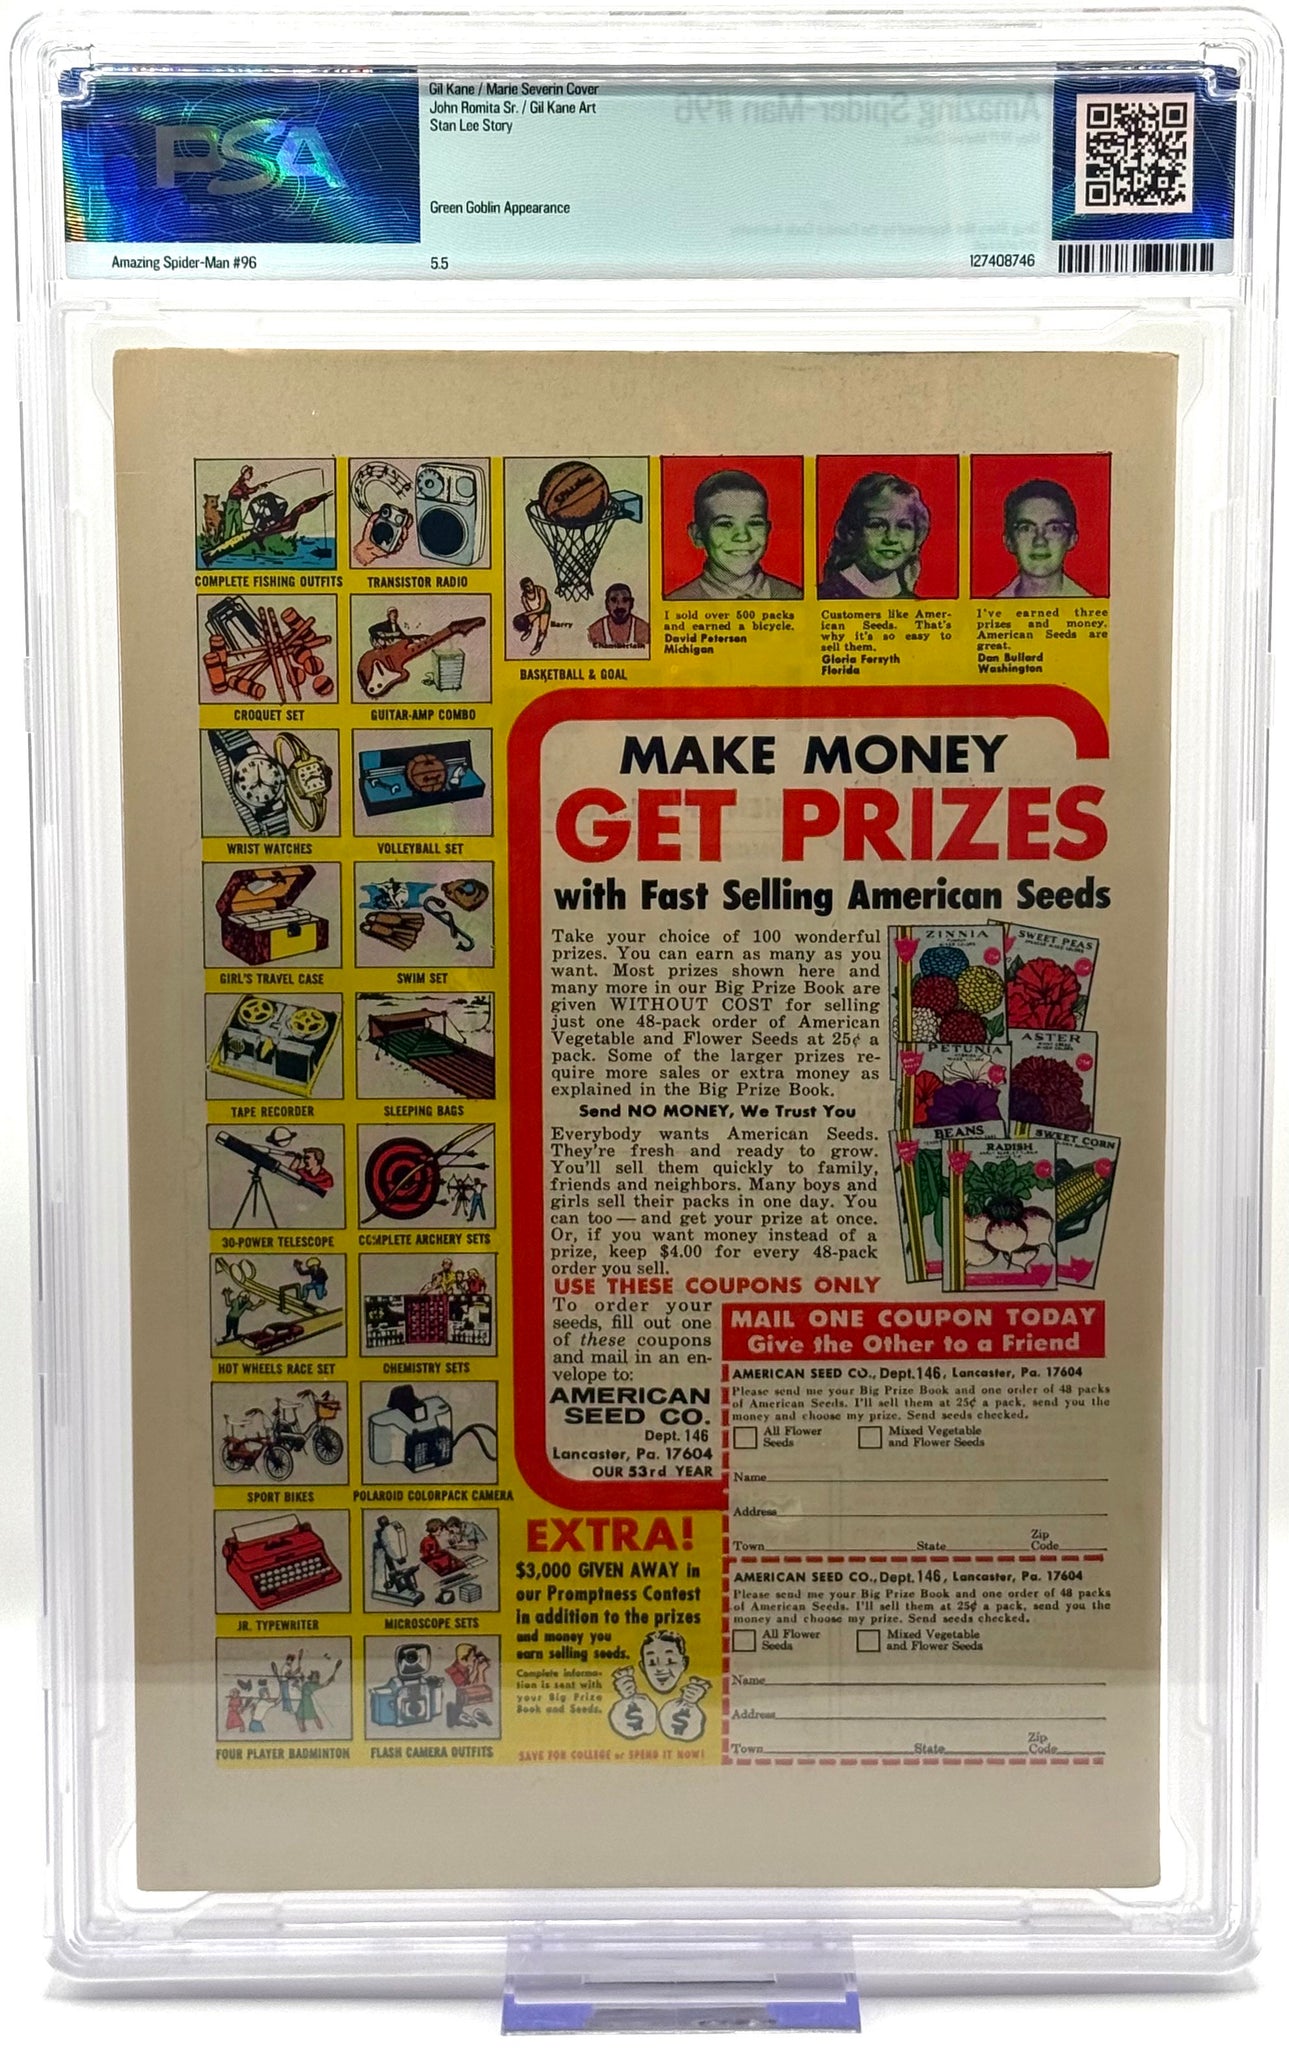 PSA
Gil Kane / Marie Severin Cover
John Romita Sr. / Gil Kane Art
Stan Lee Story
Green Goblin Appearance
Amazing Spider-Man #96
5.5
127408746
COMPLETE FISHING OUTFITS
TRANSISTOR RADIO
Spalding
Barry
Chamberlain
BASKETBALL & GOAL
I sold over 500 packs
and earned a bicycle.
David Peterson
Michigan
Customers like Amer-
ican Seeds. That's
why it's so easy to
sell them.
Gloria Forsyth
Florida
I've earned three
prizes and money.
American Seeds are
great.
Dan Bullard
Washington
CROQUET SET
GUITAR-AMP COMBO
WRIST WATCHES
VOLLEYBALL SET
GIRL'S TRAVEL CASE
SWIM SET
TAPE RECORDER
SLEEPING BAGS
30-POWER TELESCOPE
COMPLETE ARCHERY SETS
HOT WHEELS RACE SET
CHEMISTRY SETS
SPORT BIKES
POLAROID COLORPACK CAMERA
JR. TYPEWRITER
MICROSCOPE SETS
FOUR PLAYER BADMINTON
FLASH CAMERA OUTFITS
MAKE MONEY
GET PRIZES
with Fast Selling American Seeds
Take your choice of 100 wonderful
prizes. You can earn as many as you
want. Most prizes shown here and
many more in our Big Prize Book are
given WITHOUT COST for selling
just one 48-pack order of American
Vegetable and Flower Seeds at 25¢ a
pack. Some of the larger prizes re-
quire more sales or extra money as
explained in the Big Prize Book.
Send NO MONEY, We Trust You
Everybody wants American Seeds.
They're fresh and ready to grow.
You'll sell them quickly to family,
friends and neighbors. Many boys and
girls sell their packs in one day. You
can too — and get your prize at once.
Or, if you want money instead of a
prize, keep $4.00 for every 48-pack
order you sell.
ZINNIA
SWEET PEAS
PETUNIA
ASTER
BEANS
RADISH
SWEET CORN
USE THESE COUPONS ONLY
To order your
seeds, fill out one
of these coupons
and mail in an en-
velope to:
AMERICAN
SEED CO.
Dept. 146
Lancaster, Pa. 17604
OUR 53rd YEAR
MAIL ONE COUPON TODAY
Give the Other to a Friend
AMERICAN SEED CO., Dept. 146, Lancaster, Pa. 17604
Please send me your Big Prize Book and one order of 48 packs
of American Seeds. I'll sell them at 25¢ a pack, send you the
money and choose my prize. Send seeds checked.
All Flower
Seeds
Mixed Vegetable
and Flower Seeds
Name
Address
Town State Zip Code
AMERICAN SEED CO., Dept. 146, Lancaster, Pa. 17604
Please send me your Big Prize Book and one order of 48 packs
of American Seeds. I'll sell them at 25¢ a pack, send you the
money and choose my prize. Send seeds checked.
All Flower
Seeds
Mixed Vegetable
and Flower Seeds
Name
Address
Town State Zip Code
EXTRA!
$3,000 GIVEN AWAY in
our Promptness Contest
in addition to the prizes
and money you
earn selling seeds.
Complete informa-
tion is sent with
your Big Prize
Book and Seeds.
$ $
SAVE FOR COLLEGE or SPEND IT NOW!